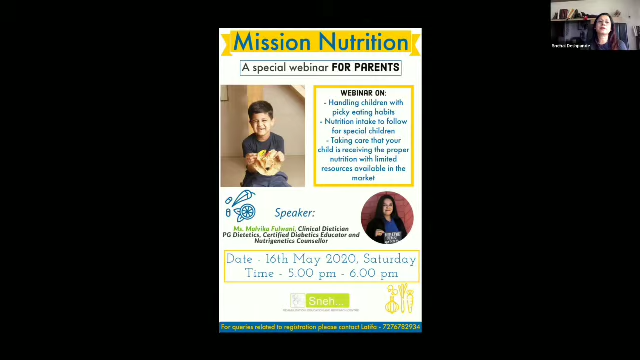 Mission Nutrition
A special webinar FOR PARENTS
WEBINAR ON:
- Handling children with
picky eating habits
- Nutrition intake to follow
for special children
- Taking care that your
child is receiving the proper
nutrition with limited
resources available in the
market
Speaker:
Ms. Malvika Fulwani, Clinical Dietician
PG Dietetics, Certified Diabetics Educator and
Nutrigenetics Counsellor
Date - 16th May 2020, Saturday
Time - 5.00 pm - 6.00 pm
Sneh...
For queries related to registration please contact Latifa - 7276782934
Deshpande